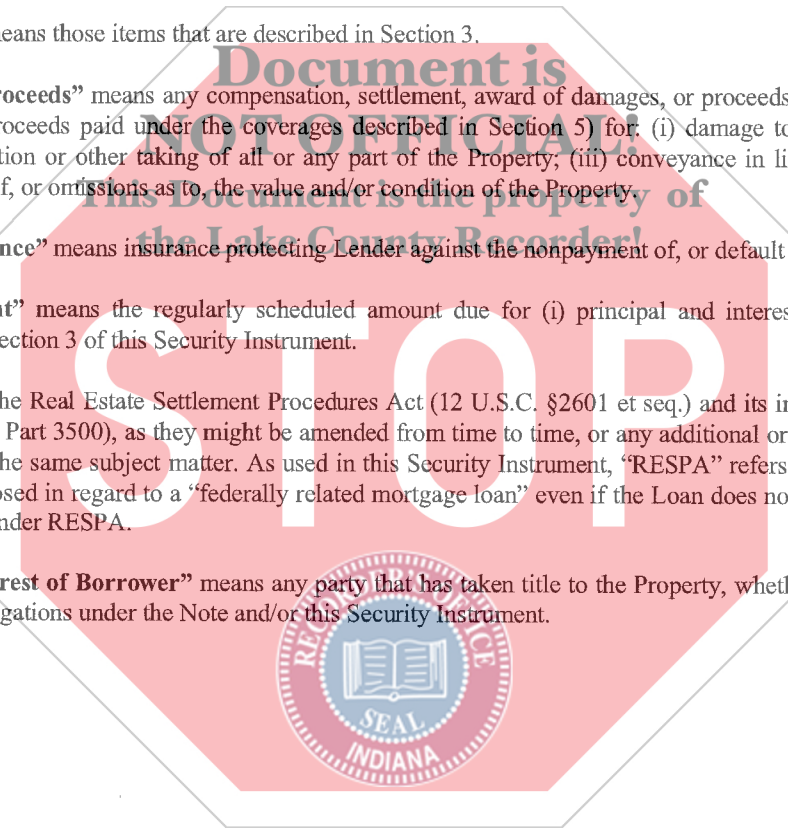 eans those items that are described in Section 3.
Document is
roceeds” means any compensation, settlement, award of damages, or proceeds
NOT OFFICIAL!
roceeds paid under the coverages described in Section 5) for: (i) damage to
tion or other taking of all or any part of the Property; (iii) conveyance in li
f, or omissions as to, the value and/or condition of the Property.
This Document is the property of
the Lake County Recorder!
nce” means insurance protecting Lender against the nonpayment of, or default
nt” means the regularly scheduled amount due for (i) principal and interes
ection 3 of this Security Instrument.
STOP
he Real Estate Settlement Procedures Act (12 U.S.C. §2601 et seq.) and its in
Part 3500), as they might be amended from time to time, or any additional or
he same subject matter. As used in this Security Instrument, “RESPA” refers
osed in regard to a “federally related mortgage loan” even if the Loan does no
nder RESPA.
rest of Borrower” means any party that has taken title to the Property, wheth
gations under the Note and/or this Security Instrument.
RECORDER'S OFFICE
SEAL
INDIANA